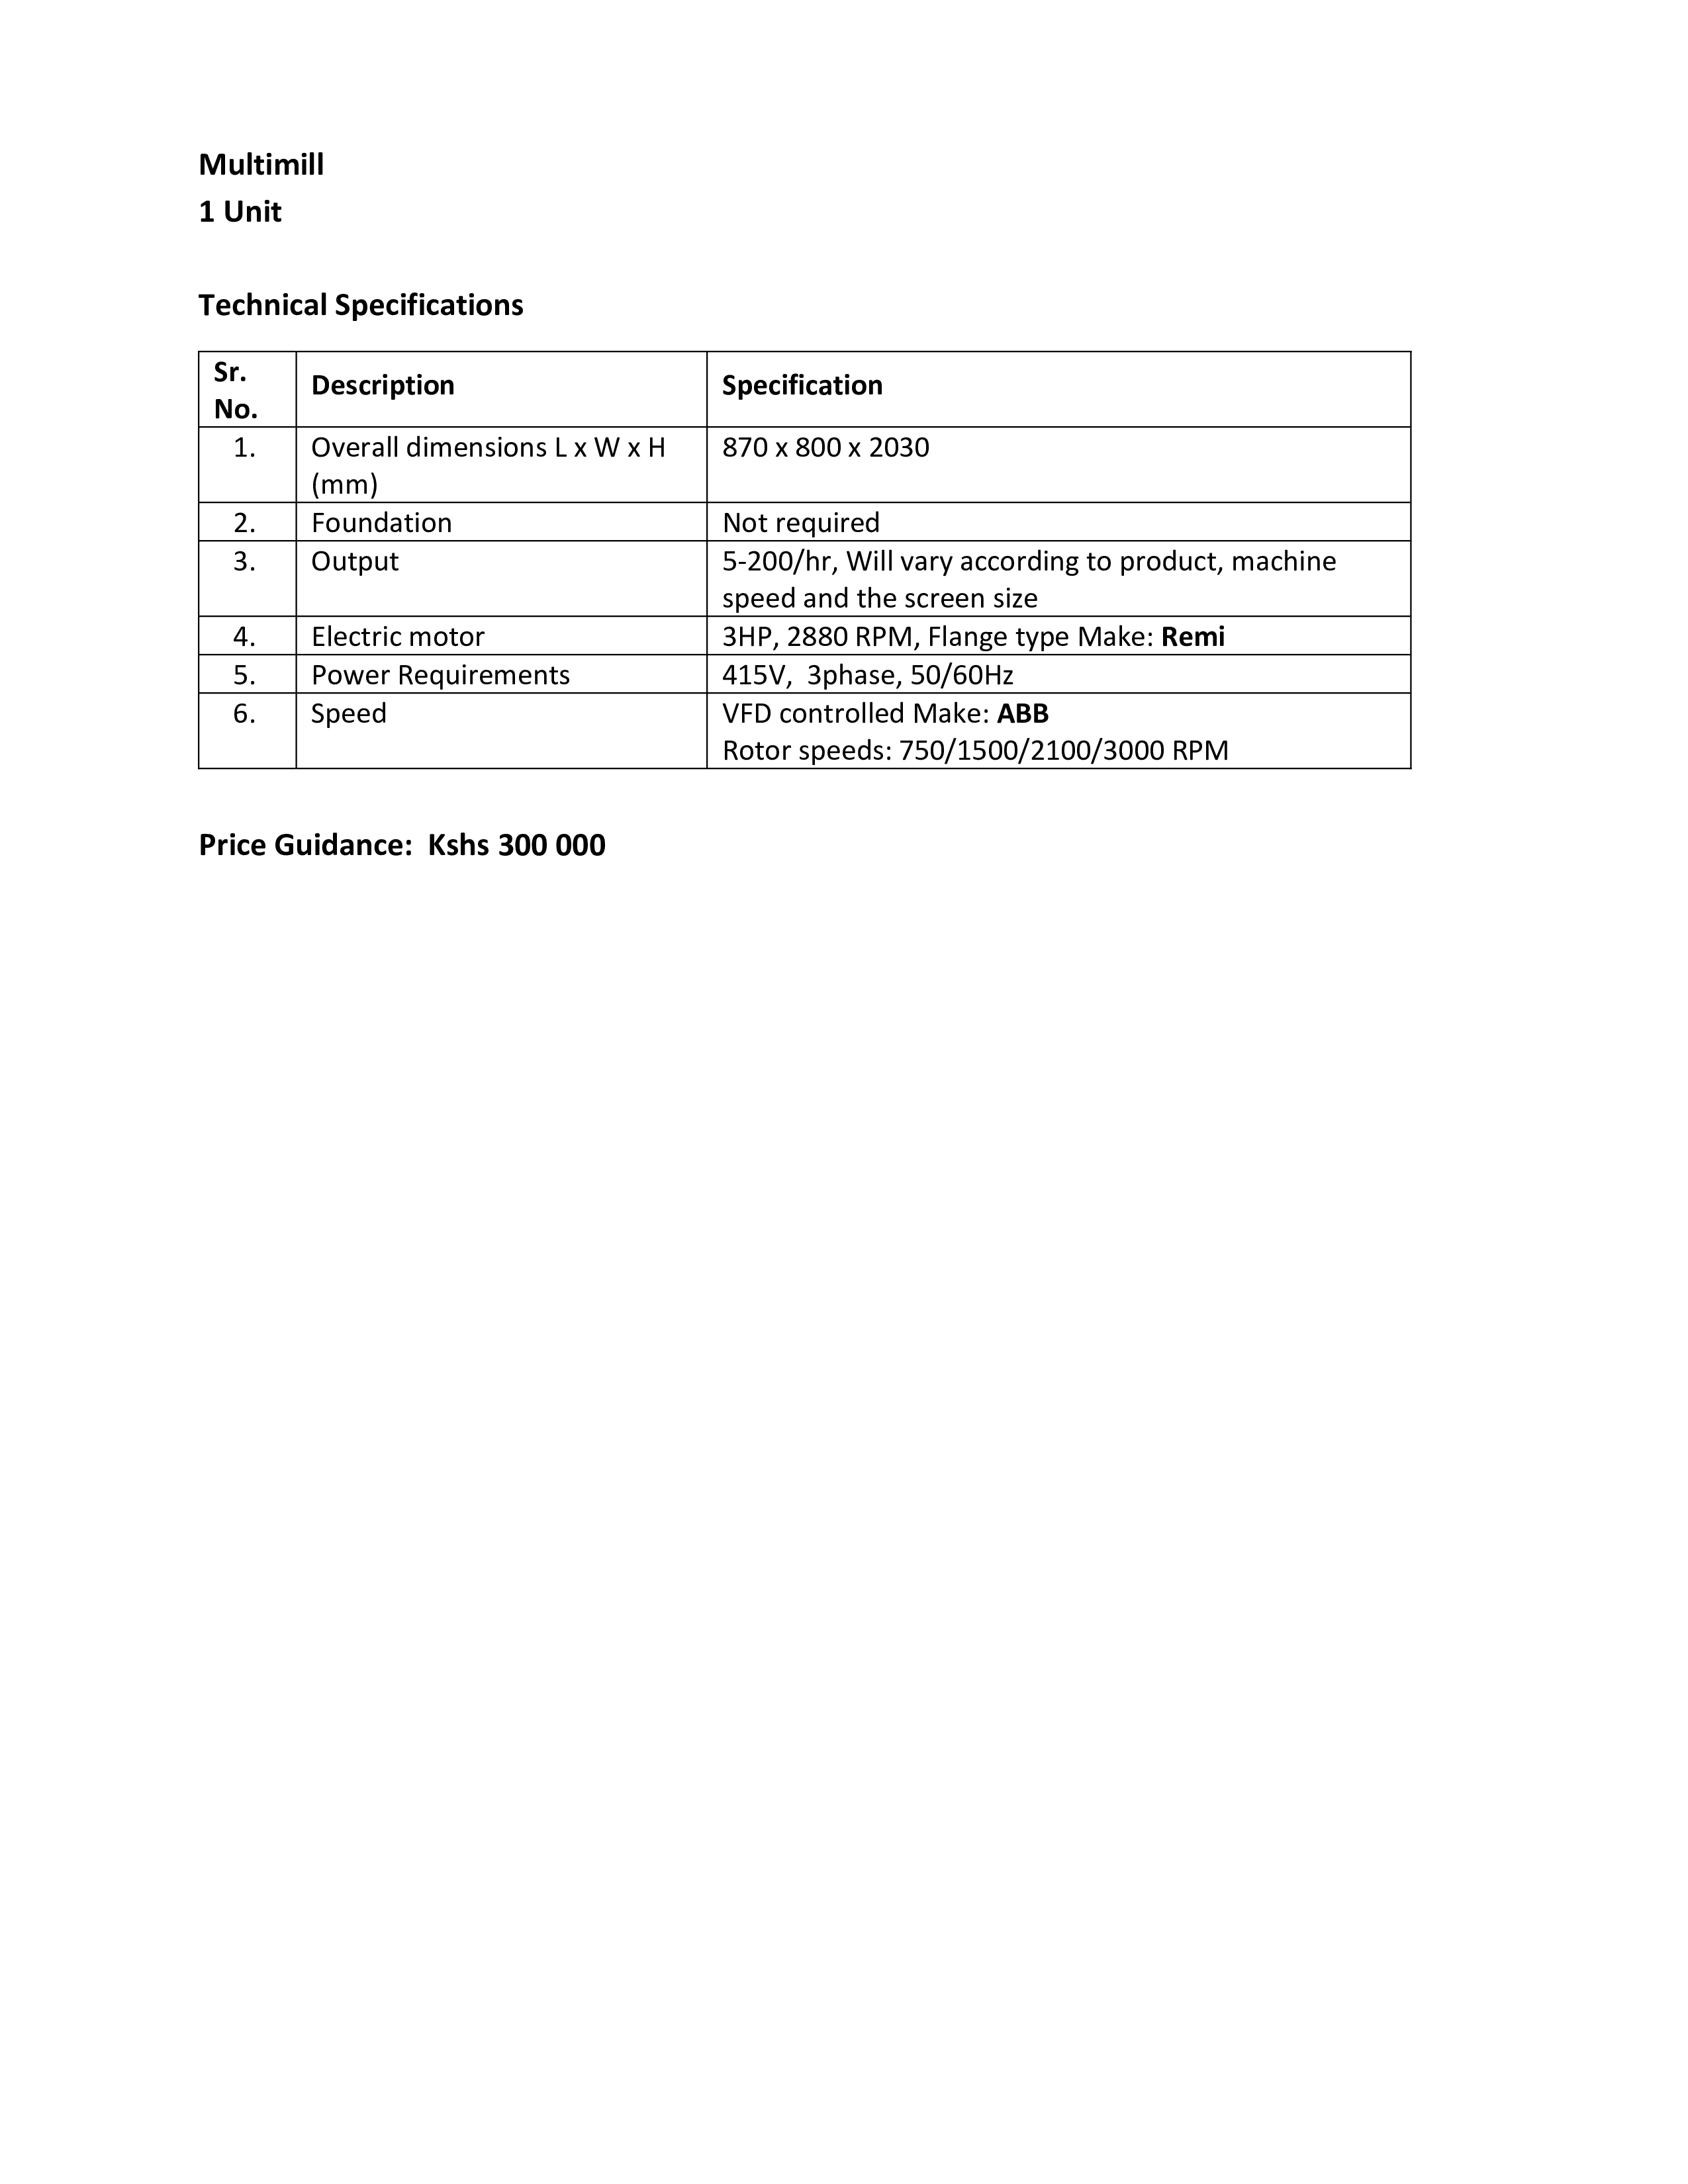 Multimill
1 Unit
Technical Specifications
Sr. No.
Description
Specification
1.
Overall dimensions L x W x H
(mm)
870 x 800 x 2030
2.
Foundation
Not required
3.
Output
5-200/hr, Will vary according to product, machine
speed and the screen size
4.
Electric motor
3HP, 2880 RPM, Flange type Make: Remi
5.
Power Requirements
415V,  3phase, 50/60Hz
6.
Speed
VFD controlled Make: ABB
Rotor speeds: 750/1500/2100/3000 RPM
Price Guidance:  Kshs 300 000